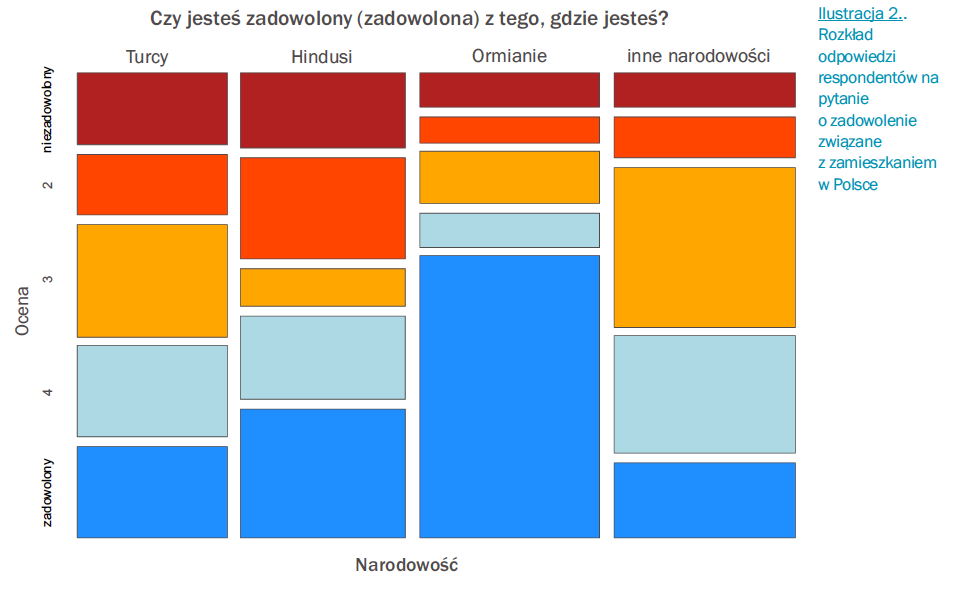 Czy jesteś zadowolony (zadowolona) z tego, gdzie jesteś?
Turcy
Hindusi
Ormianie
inne narodowości
niezadowobny
2
3
4
zadowolony
Ocena
Narodowość
Ilustracja 2..
Rozkład
odpowiedzi
respondentów na
pytanie
o zadowolenie
związane
z zamieszkaniem
w Polsce